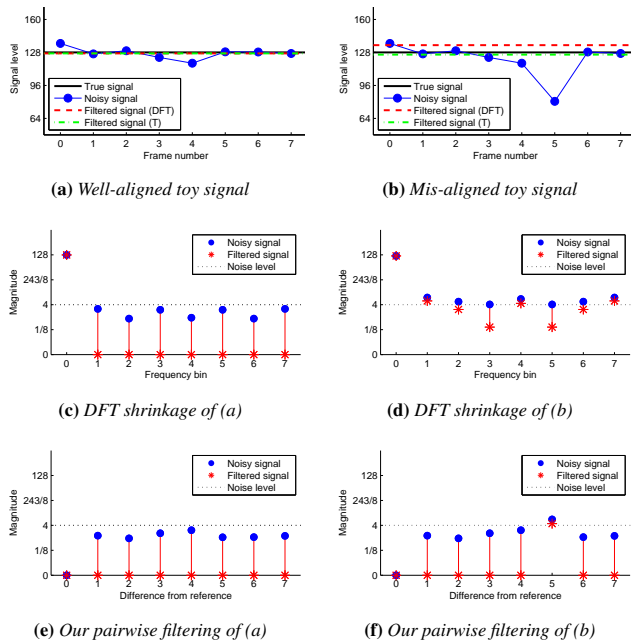 160
128
96
64
Signal level
True signal
Noisy signal
Filtered signal (DFT)
Filtered signal (T)
0 1 2 3 4 5 6 7
Frame number
(a) Well-aligned toy signal
160
128
96
64
Signal level
True signal
Noisy signal
Filtered signal (DFT)
Filtered signal (T)
0 1 2 3 4 5 6 7
Frame number
(b) Mis-aligned toy signal
128
243/8
4
1/8
0
Magnitude
Noisy signal
Filtered signal
Noise level
0 1 2 3 4 5 6 7
Frequency bin
(c) DFT shrinkage of (a)
128
243/8
4
1/8
0
Magnitude
Noisy signal
Filtered signal
Noise level
0 1 2 3 4 5 6 7
Frequency bin
(d) DFT shrinkage of (b)
128
243/8
4
1/8
0
Magnitude
Noisy signal
Filtered signal
Noise level
0 1 2 3 4 5 6 7
Difference from reference
(e) Our pairwise filtering of (a)
128
243/8
4
1/8
0
Magnitude
Noisy signal
Filtered signal
Noise level
0 1 2 3 4 5 6 7
Difference from reference
(f) Our pairwise filtering of (b)